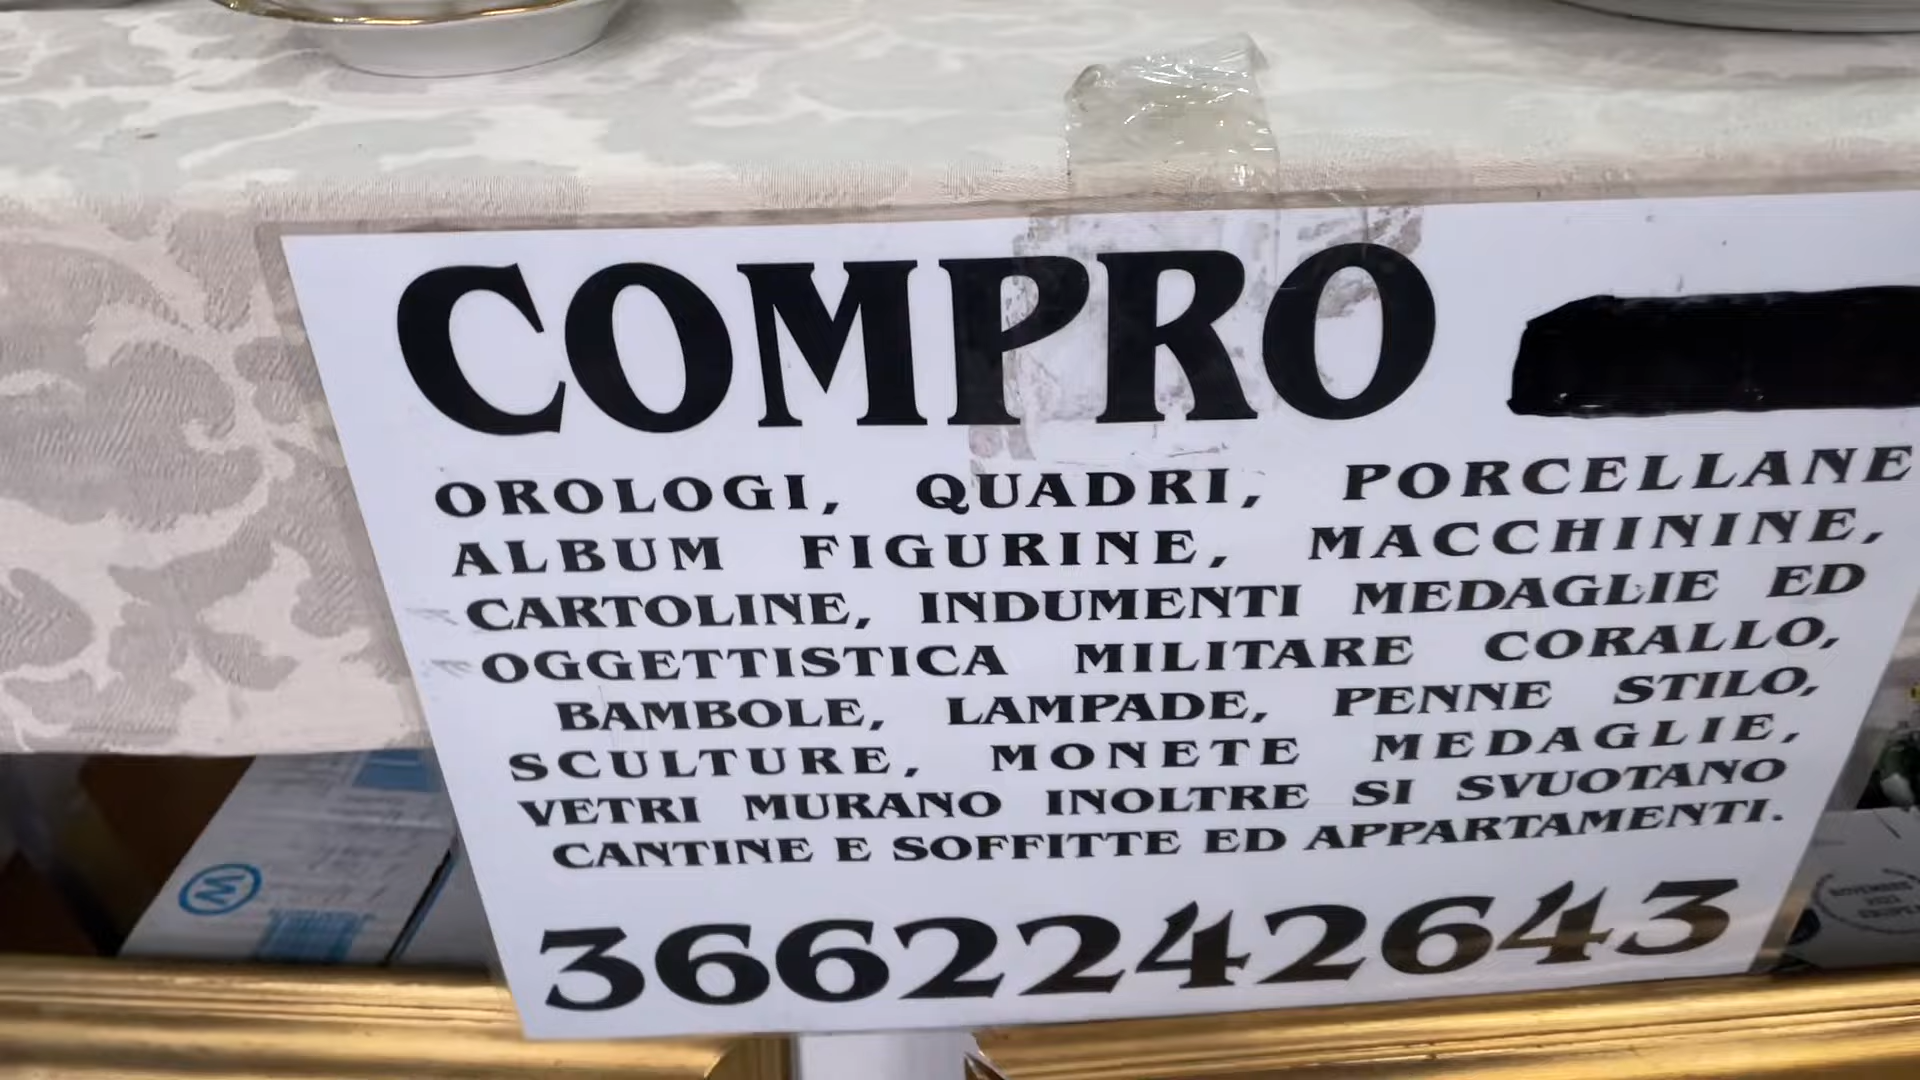 COMPRO
OROLOGI, QUADRI, PORCELLANE
ALBUM FIGURINE, MACCHININE,
CARTOLINE, INDUMENTI MEDAGLIE ED
OGGETTISTICA MILITARE CORALLO,
BAMBOLE, LAMPADE, PENNE STILO,
SCULTURE, MONETE MEDAGLIE,
VETRI MURANO INOLTRE SI SVUOTANO
CANTINE E SOFFITTE ED APPARTAMENTI.
3662242643